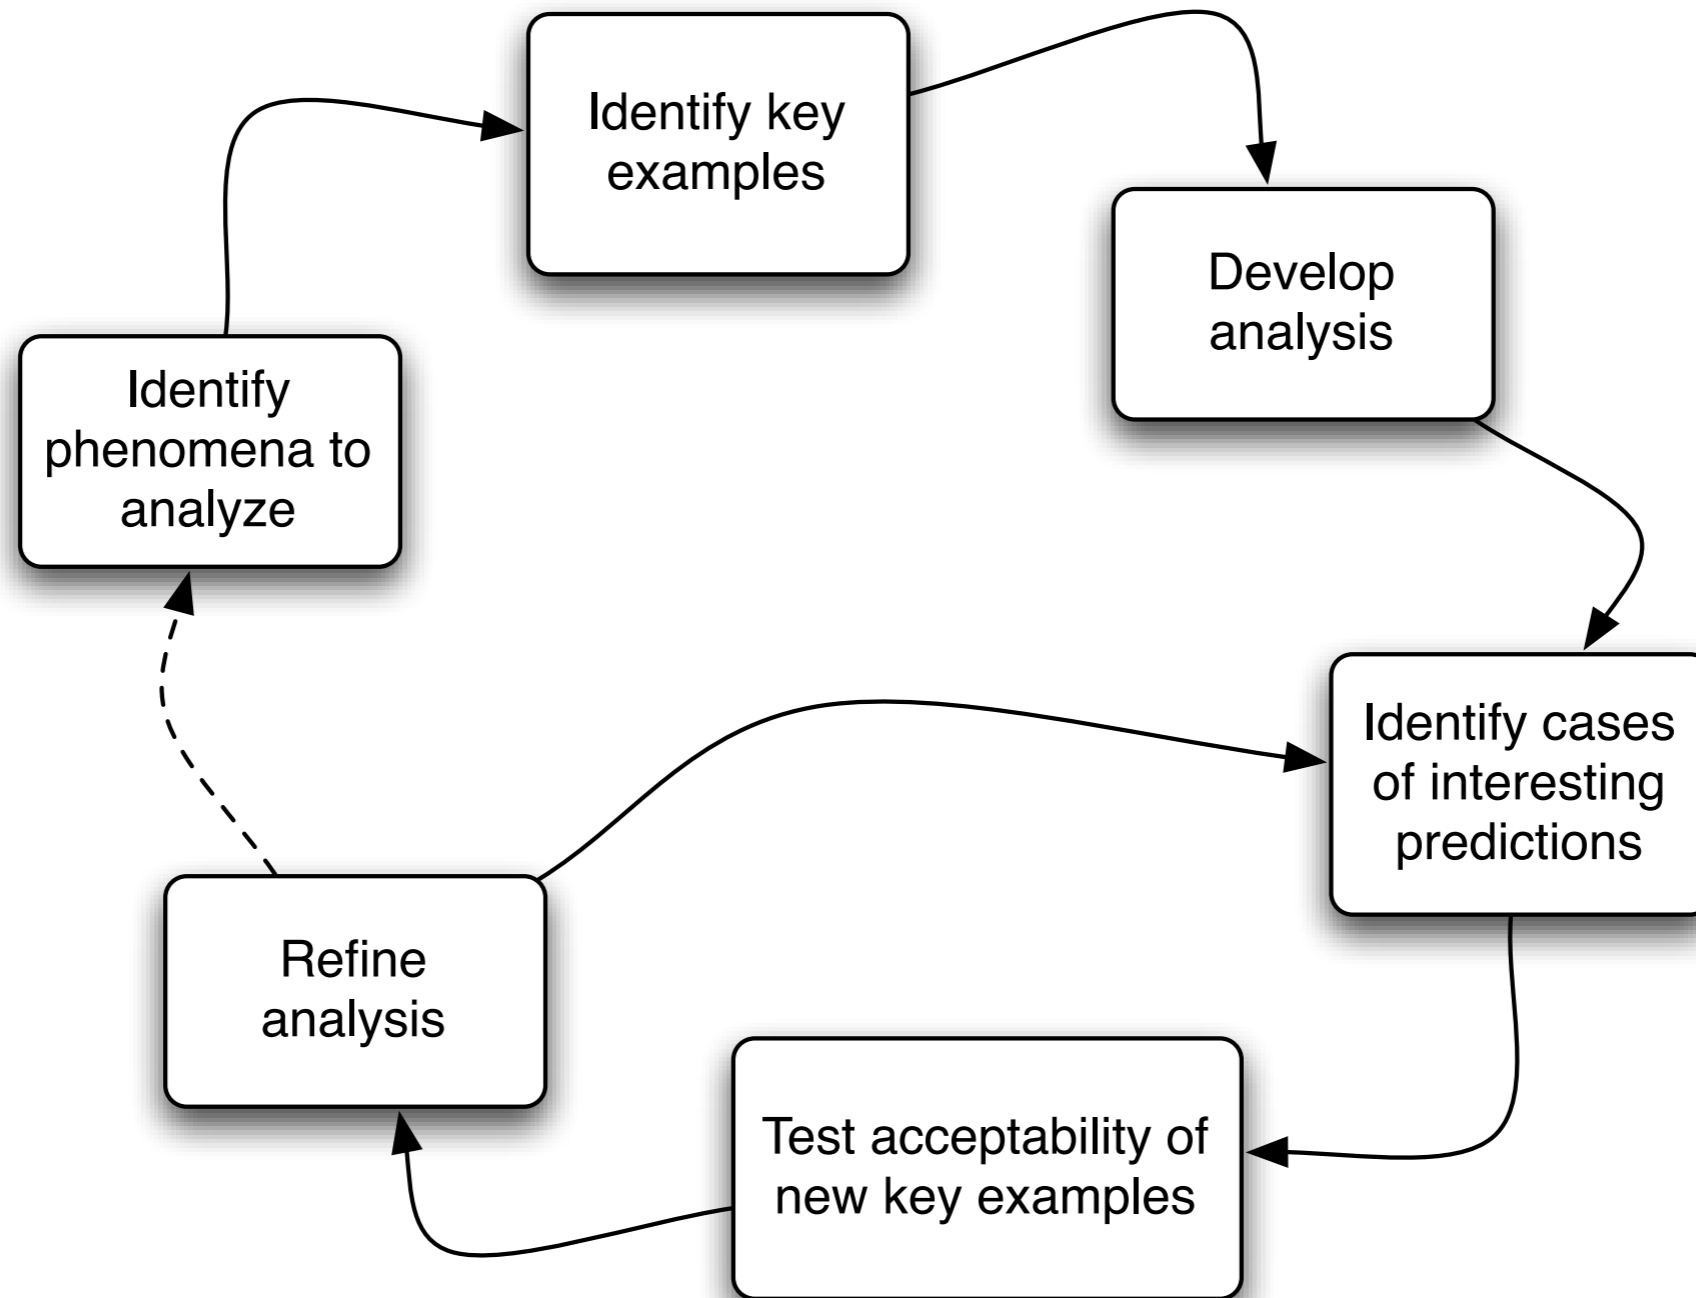 Identify key
examples
Develop
analysis
Identify
phenomena to
analyze
Identify cases
of interesting
predictions
Refine
analysis
Test acceptability of
new key examples